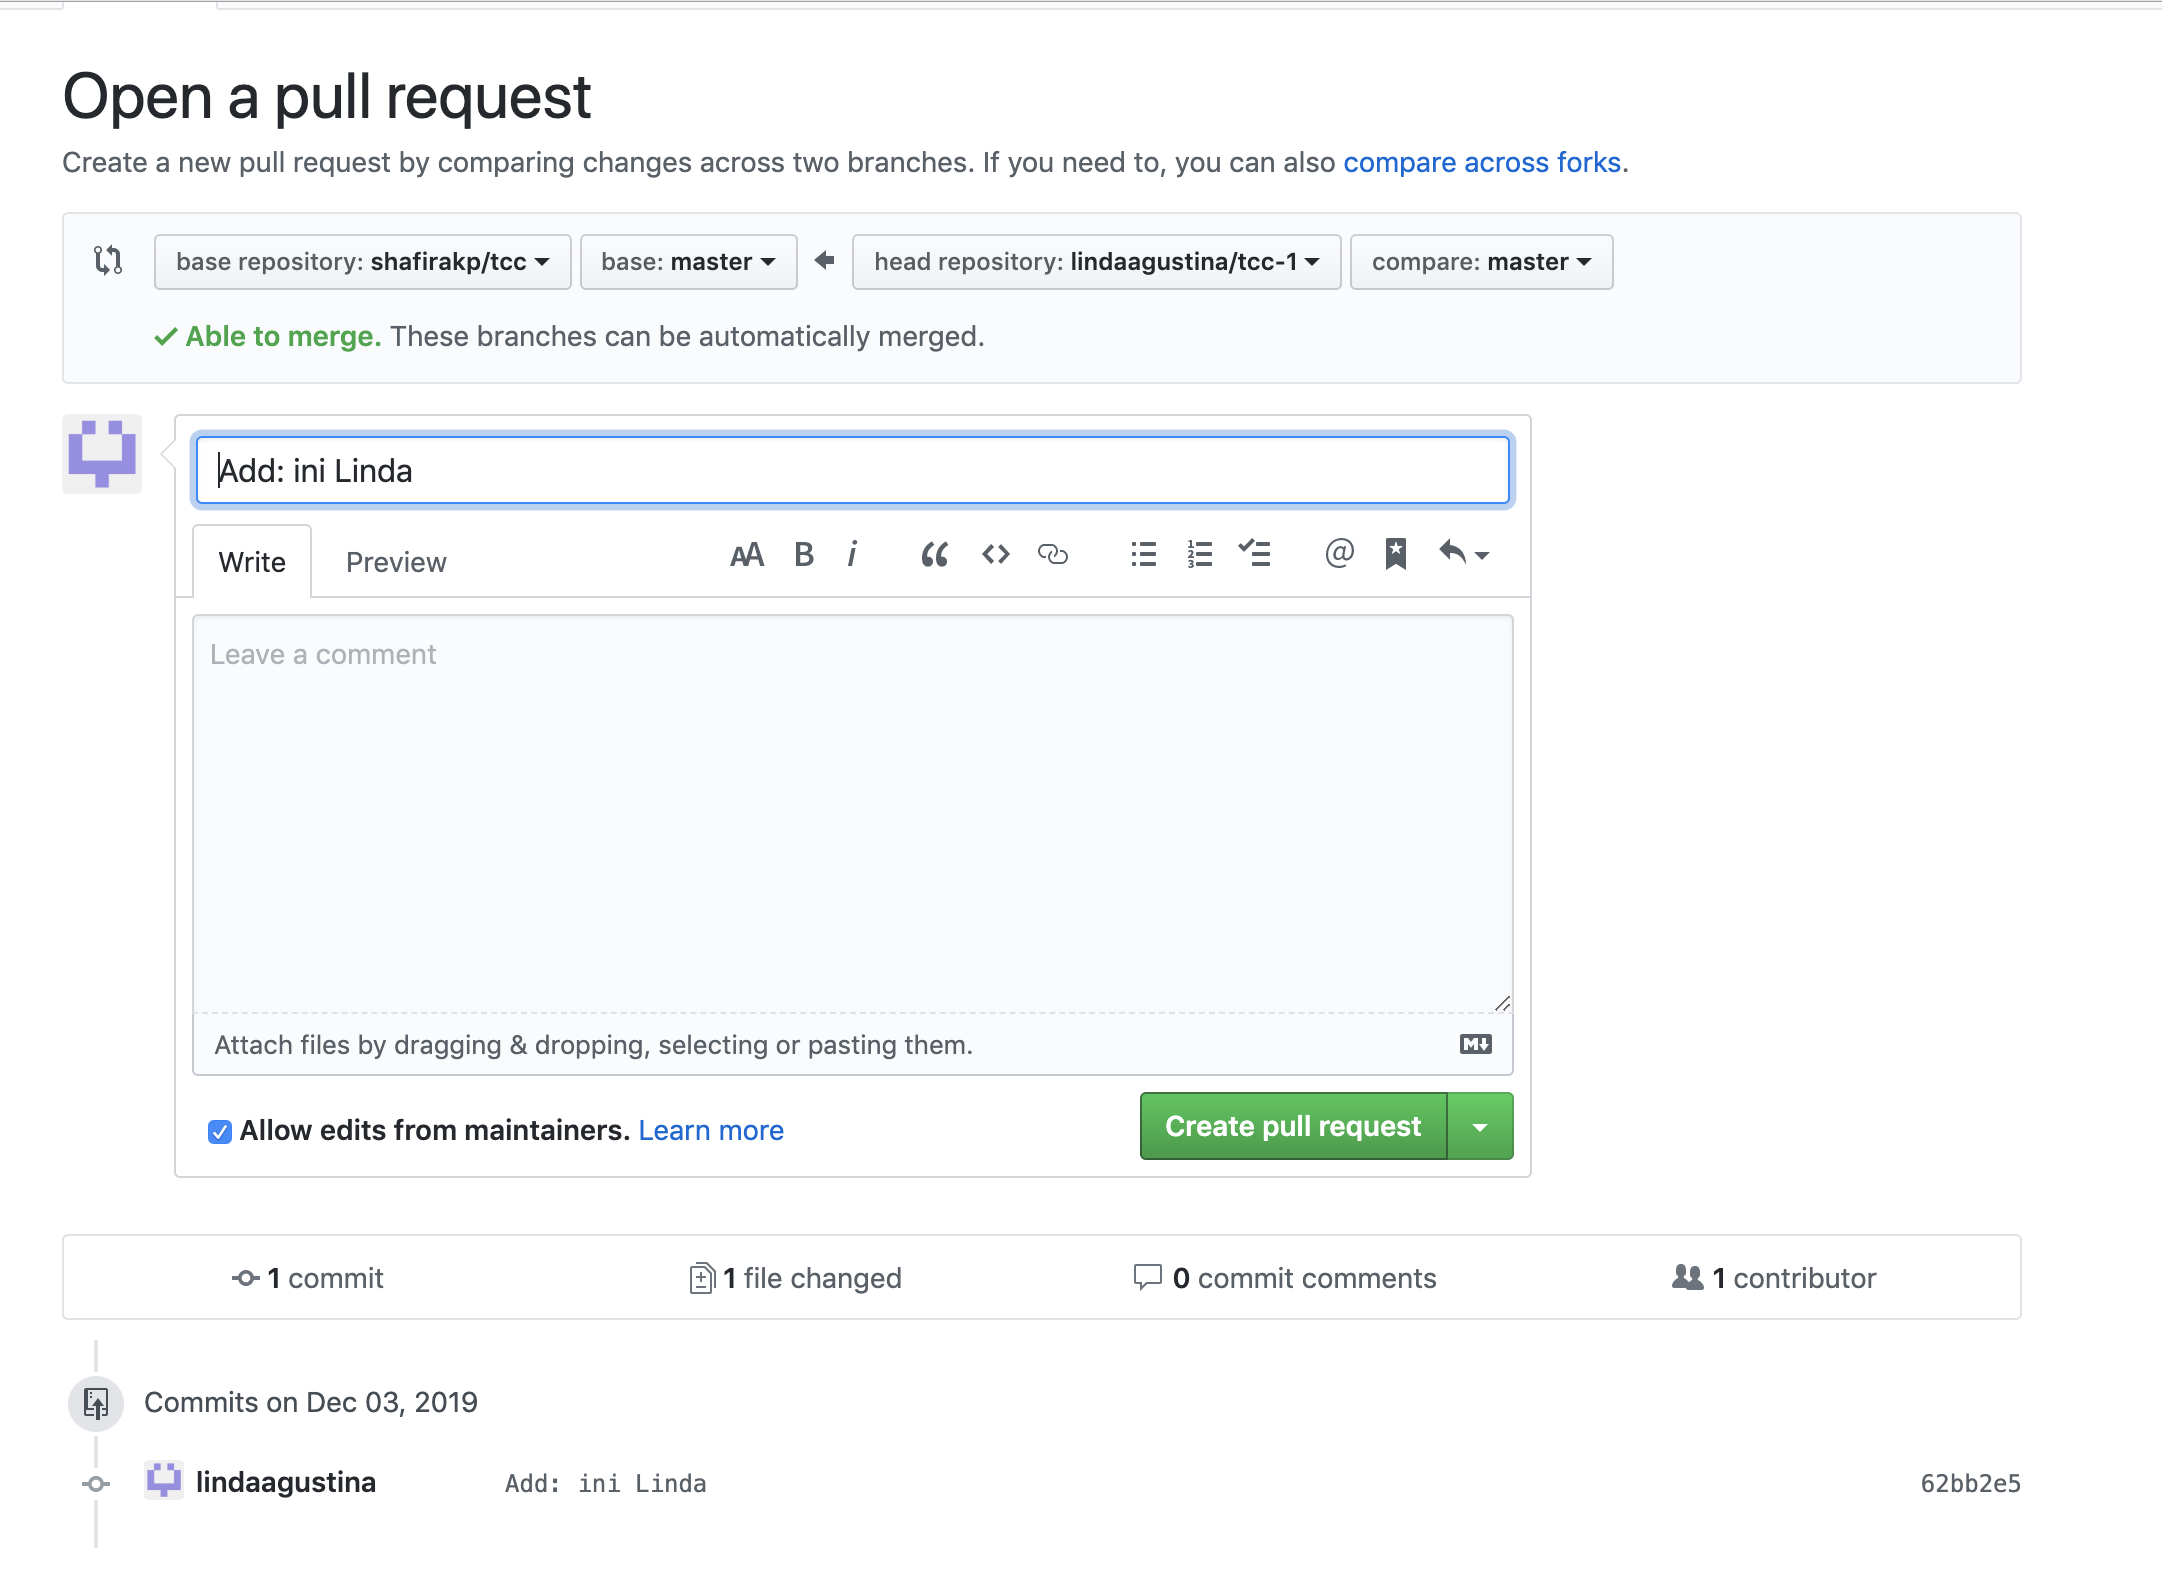 Open a pull request
Create a new pull request by comparing changes across two branches. If you need to, you can also compare across forks.
base repository: shafirakp/tcc base: master head repository: lindaagustina/tcc-1 compare: master
Able to merge. These branches can be automatically merged.
Add: ini Linda
Write Preview AA B i @
Leave a comment
Attach files by dragging & dropping, selecting or pasting them.
Allow edits from maintainers. Learn more Create pull request
1 commit 1 file changed 0 commit comments 1 contributor
Commits on Dec 03, 2019
lindaagustina Add: ini Linda 62bb2e5